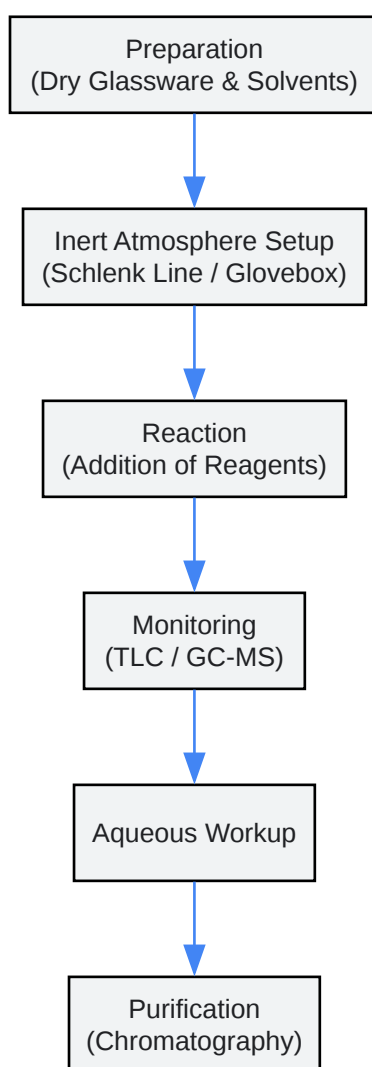 Preparation
(Dry Glassware & Solvents)
Inert Atmosphere Setup
(Schlenk Line / Glovebox)
Reaction
(Addition of Reagents)
Monitoring
(TLC / GC-MS)
Aqueous Workup
Purification
(Chromatography)